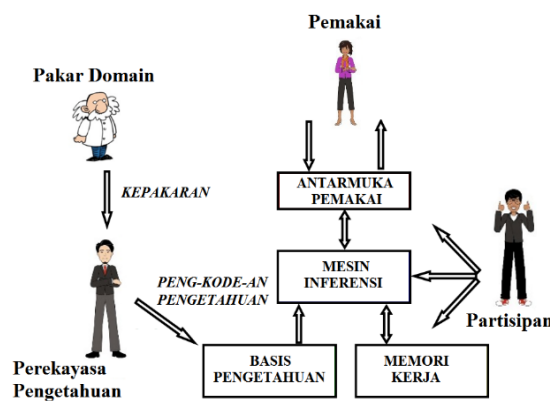 Pemakai
Pakar Domain
KEPAKARAN
ANTARMUKA
PEMAKAI
PENG-KODE-AN
PENGETAHUAN
MESIN
INFERENSI
Partisipan
Perekayasa
Pengetahuan
BASIS
PENGETAHUAN
MEMORI
KERJA